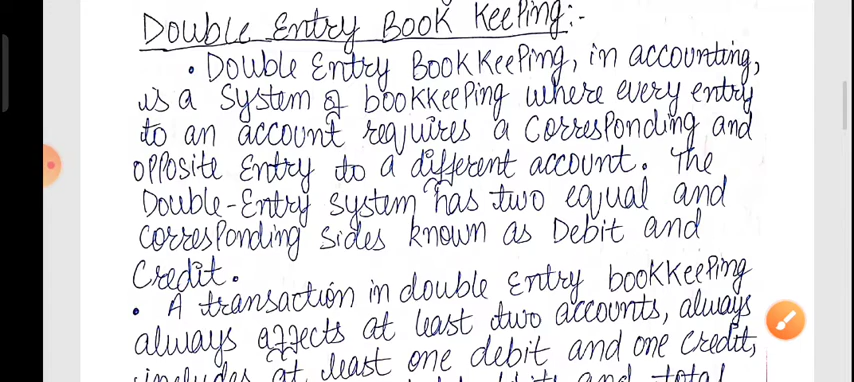 Double Entry Book Keeping:-
• Double Entry Bookkeeping, in accounting,
is a system of bookkeeping where every entry
to an account requires a corresponding and
opposite entry to a different account. The
Double-Entry system has two equal and
corresponding sides known as Debit and
Credit.
• A transaction in double Entry bookkeeping
always affects at least two accounts, always
includes at least one debit and one credit,
and total